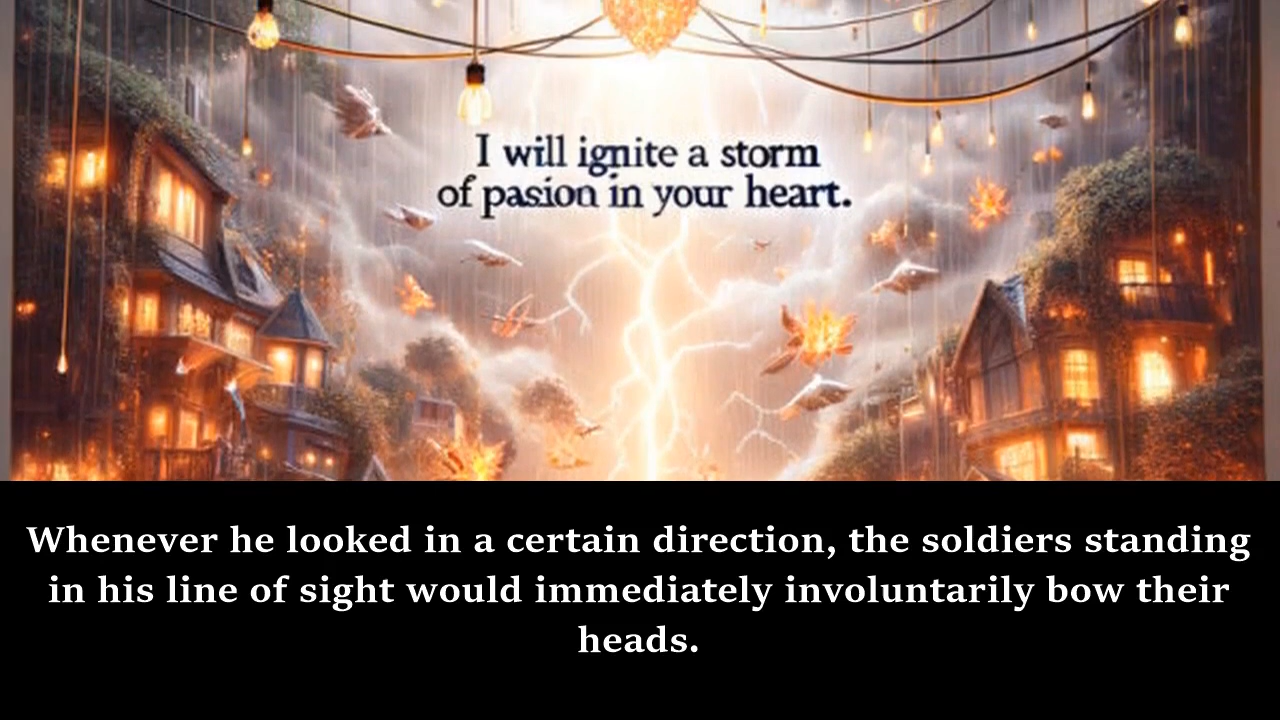 I will ignite a storm
of pasion in your heart.
Whenever he looked in a certain direction, the soldiers standing
in his line of sight would immediately involuntarily bow their
heads.